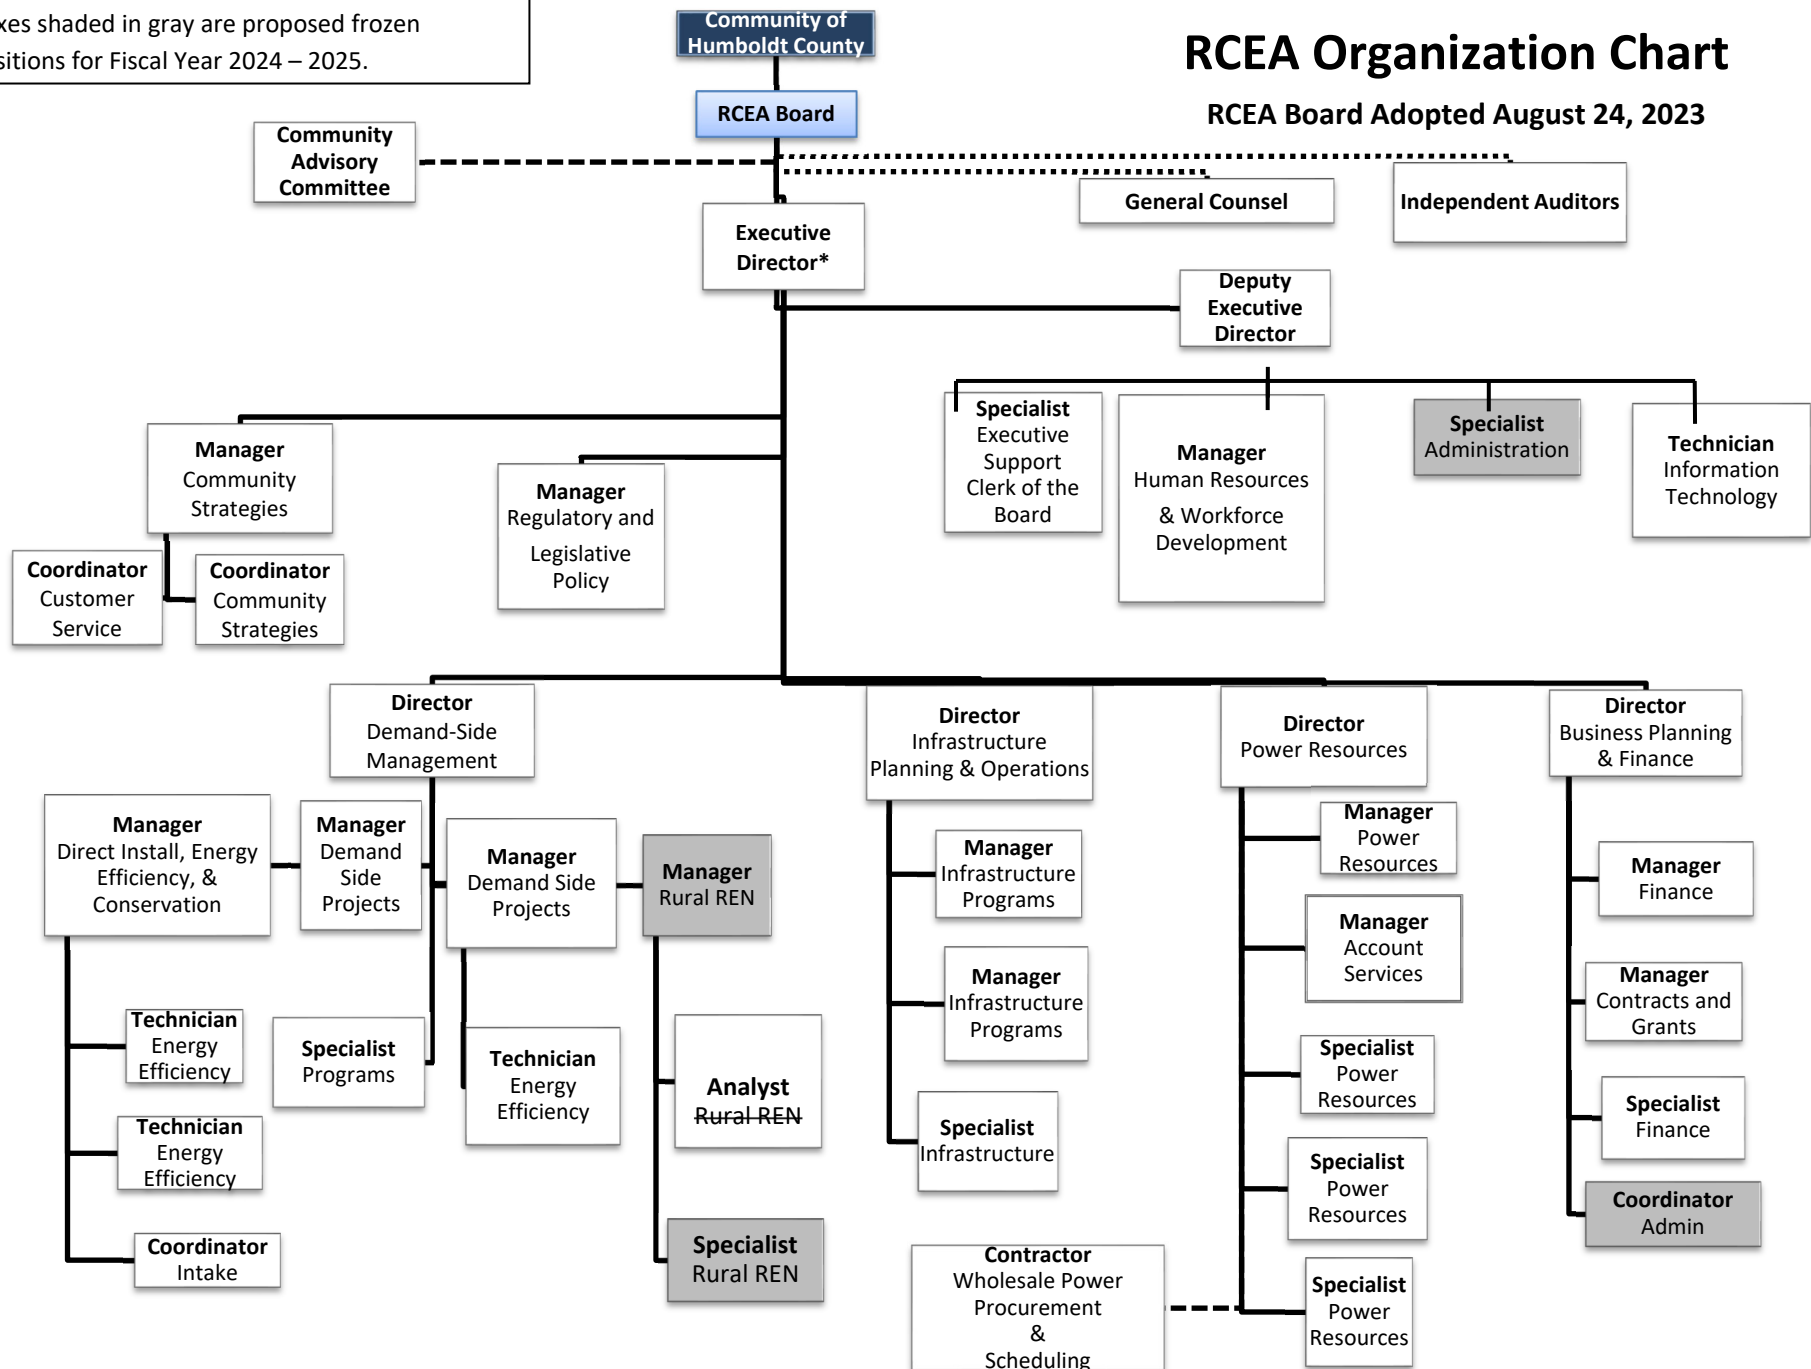 xes shaded in gray are proposed frozen
sitions for Fiscal Year 2024 – 2025.
Community of
Humboldt County
RCEA Organization Chart
RCEA Board Adopted August 24, 2023
RCEA Board
Community
Advisory
Committee
General Counsel
Independent Auditors
Executive
Director*
Deputy
Executive
Director
Specialist
Executive
Support
Clerk of the
Board
Manager
Human Resources
& Workforce
Development
Specialist
Administration
Technician
Information
Technology
Manager
Community
Strategies
Manager
Regulatory and
Legislative
Policy
Coordinator
Customer
Service
Coordinator
Community
Strategies
Director
Demand-Side
Management
Director
Infrastructure
Planning & Operations
Director
Power Resources
Director
Business Planning
& Finance
Manager
Direct Install, Energy
Efficiency, &
Conservation
Manager
Demand
Side
Projects
Manager
Demand Side
Projects
Manager
Rural REN
Technician
Energy
Efficiency
Technician
Energy
Efficiency
Coordinator
Intake
Specialist
Programs
Technician
Energy
Efficiency
Analyst
Rural REN
Specialist
Rural REN
Manager
Infrastructure
Programs
Manager
Infrastructure
Programs
Specialist
Infrastructure
Manager
Power
Resources
Manager
Account
Services
Specialist
Power
Resources
Specialist
Power
Resources
Specialist
Power
Resources
Contractor
Wholesale Power
Procurement
&
Scheduling
Manager
Finance
Manager
Contracts and
Grants
Specialist
Finance
Coordinator
Admin